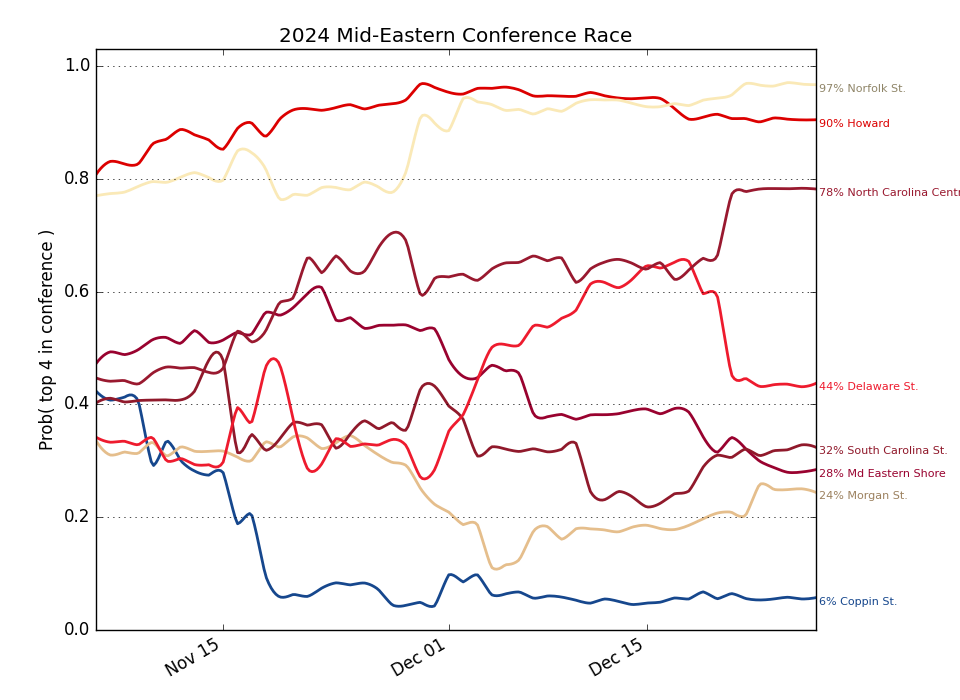 2024 Mid-Eastern Conference Race
Prob( top 4 in conference )
1.0
0.8
0.6
0.4
0.2
0.0
Nov 15
Dec 01
Dec 15
97% Norfolk St.
90% Howard
78% North Carolina Centr
44% Delaware St.
32% South Carolina St.
28% Md Eastern Shore
24% Morgan St.
6% Coppin St.